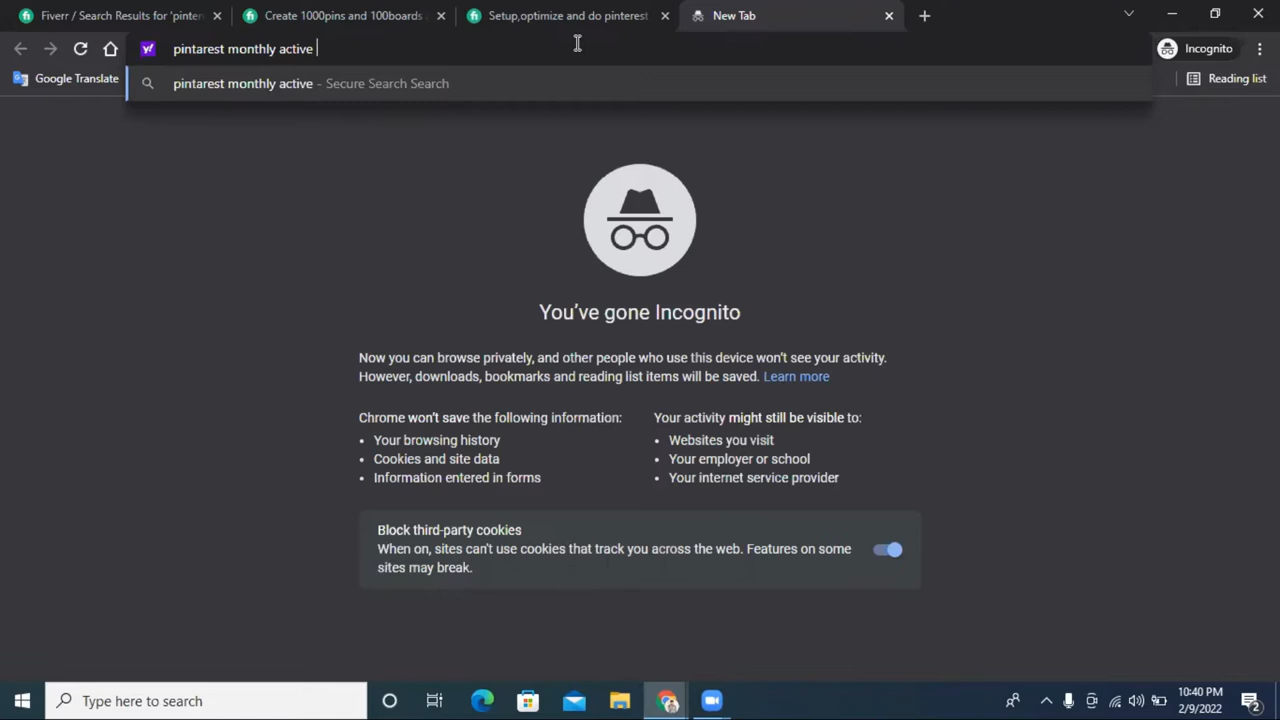 Fiverr / Search Results for 'pinter
Create 1000pins and 100boards
Setup,optimize and do pinterest
New Tab
pintarest monthly active
Incognito
Google Translate
pintarest monthly active - Secure Search Search
Reading list
You've gone Incognito
Now you can browse privately, and other people who use this device won't see your activity.
However, downloads, bookmarks and reading list items will be saved. Learn more
Chrome won't save the following information:
• Your browsing history
• Cookies and site data
• Information entered in forms
Your activity might still be visible to:
• Websites you visit
• Your employer or school
• Your internet service provider
Block third-party cookies
When on, sites can't use cookies that track you across the web. Features on some
sites may break.
Type here to search
10:40 PM
2/9/2022
2